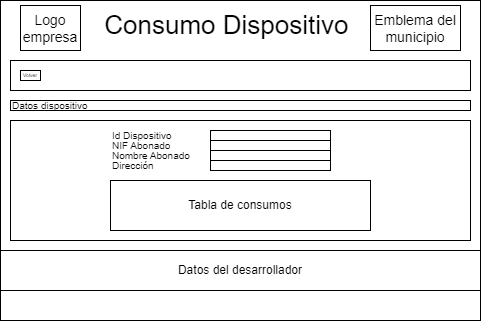 Logo
empresa
Consumo Dispositivo
Emblema del
municipio
Volver
Datos dispositivo
Id Dispositivo
NIF Abonado
Nombre Abonado
Dirección
Tabla de consumos
Datos del desarrollador